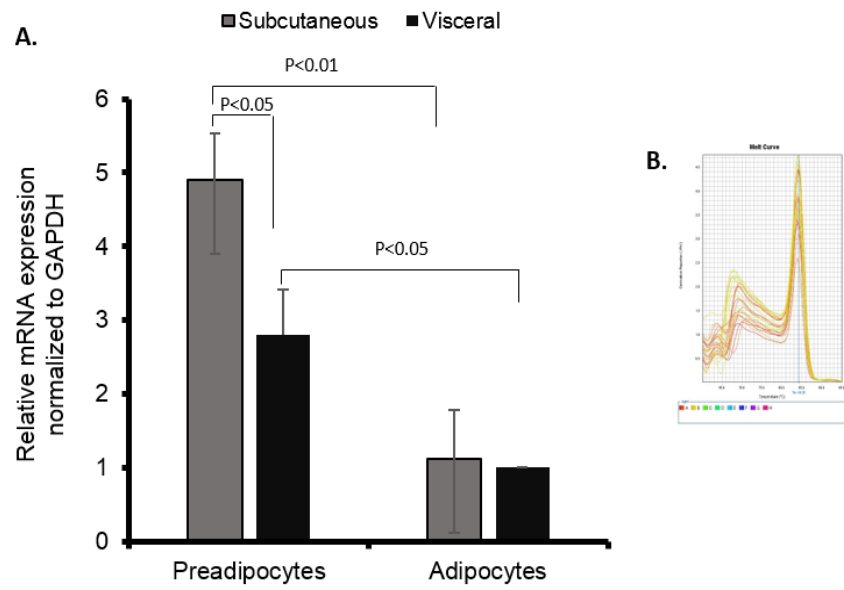 A.
Subcutaneous
Visceral
P<0.01
P<0.05
P<0.05
6
5
4
3
2
1
0
Relative mRNA expression
normalized to GAPDH
Preadipocytes
Adipocytes
B.
Melt Curve
Temperature (°C)